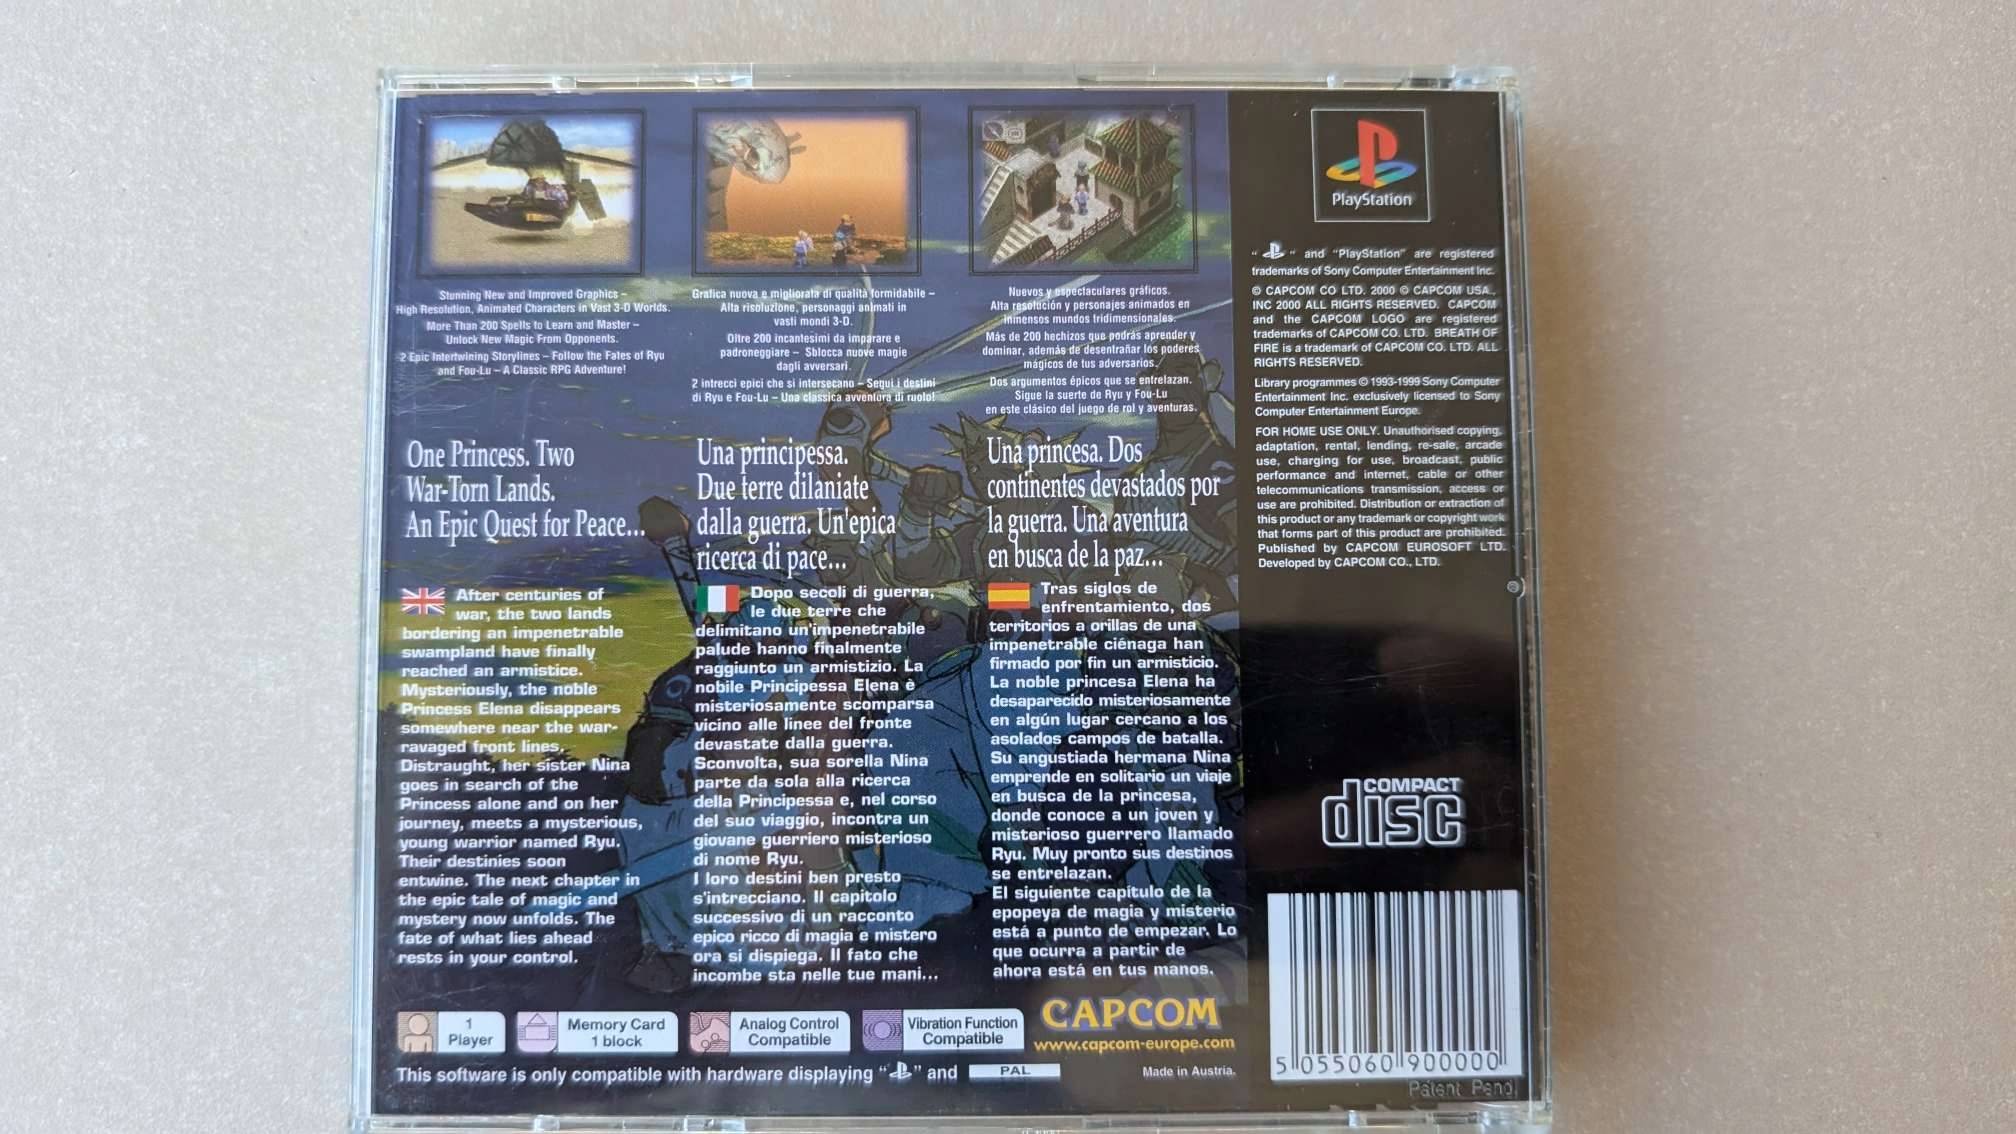 Stunning New and Improved Graphics –
High Resolution, Animated Characters in Vast 3-D Worlds.
More Than 200 Spells to Learn and Master –
Unlock New Magic From Opponents.
2 Epic Intertwining Storylines – Follow the Fates of Ryu
and Fou-Lu – A Classic RPG Adventure!
One Princess. Two
War-Torn Lands.
An Epic Quest for Peace...
After centuries of
war, the two lands
bordering an impenetrable
swampland have finally
reached an armistice.
Mysteriously, the noble
Princess Elena disappears
somewhere near the war-
ravaged front lines.
Distraught, her sister Nina
goes in search of the
Princess alone and on her
journey, meets a mysterious,
young warrior named Ryu.
Their destinies soon
entwine. The next chapter in
the epic tale of magic and
mystery now unfolds. The
fate of what lies ahead
rests in your control.
Grafica nuova e migliorata di qualità formidabile –
Alta risoluzione, personaggi animati in
vasti mondi 3-D.
Oltre 200 incantesimi da imparare e
padroneggiare – Sblocca nuove magie
dagli avversari.
2 intrecci epici che si intersecano – Segui i destini
di Ryu e Fou-Lu – Una classica avventura di ruolo!
Una principessa.
Due terre dilaniate
dalla guerra. Un'epica
ricerca di pace...
Dopo secoli di guerra,
le due terre che
delimitano un'impenetrabile
palude hanno finalmente
raggiunto un armistizio. La
nobile Principessa Elena è
misteriosamente scomparsa
vicino alle linee del fronte
devastate dalla guerra.
Sconvolta, sua sorella Nina
parte da sola alla ricerca
della Principessa e, nel corso
del suo viaggio, incontra un
giovane guerriero misterioso
di nome Ryu.
I loro destini ben presto
s'intrecciano. Il capitolo
successivo di un racconto
epico ricco di magia e mistero
ora si dispiega. Il fato che
incombe sta nelle tue mani...
Nuevos y espectaculares gráficos.
Alta resolución y personajes animados en
inmensos mundos tridimensionales.
Más de 200 hechizos que podrás aprender y
dominar, además de desentrañar los poderes
mágicos de tus adversarios.
Dos argumentos épicos que se entrelazan.
Sigue la suerte de Ryu y Fou-Lu
en este clásico del juego de rol y aventuras.
Una princesa. Dos
continentes devastados por
la guerra. Una aventura
en busca de la paz...
Tras siglos de
enfrentamiento, dos
territorios a orillas de una
impenetrable ciénaga han
firmado por fin un armisticio.
La noble princesa Elena ha
desaparecido misteriosamente
en algún lugar cercano a los
asolados campos de batalla.
Su angustiada hermana Nina
emprende en solitario un viaje
en busca de la princesa,
donde conoce a un joven y
misterioso guerrero llamado
Ryu. Muy pronto sus destinos
se entrelazan.
El siguiente capítulo de la
epopeya de magia y misterio
está a punto de empezar. Lo
que ocurra a partir de
ahora está en tus manos.
PlayStation
" " and "PlayStation" are registered
trademarks of Sony Computer Entertainment Inc.
© CAPCOM CO LTD. 2000 © CAPCOM USA.,
INC 2000 ALL RIGHTS RESERVED. CAPCOM
and the CAPCOM LOGO are registered
trademarks of CAPCOM CO. LTD. BREATH OF
FIRE is a trademark of CAPCOM CO. LTD. ALL
RIGHTS RESERVED.
Library programmes © 1993-1999 Sony Computer
Entertainment Inc. exclusively licensed to Sony
Computer Entertainment Europe.
FOR HOME USE ONLY. Unauthorised copying,
adaptation, rental, lending, re-sale, arcade
use, charging for use, broadcast, public
performance and internet, cable or other
telecommunications transmission, access or
use are prohibited. Distribution or extraction of
this product or any trademark or copyright work
that forms part of this product are prohibited.
Published by CAPCOM EUROSOFT LTD.
Developed by CAPCOM CO., LTD.
COMPACT
disc
1
Player
Memory Card
1 block
Analog Control
Compatible
Vibration Function
Compatible
CAPCOM
www.capcom-europe.com
This software is only compatible with hardware displaying " " and PAL
Made in Austria.
5 055060 900000
Patent Pend.